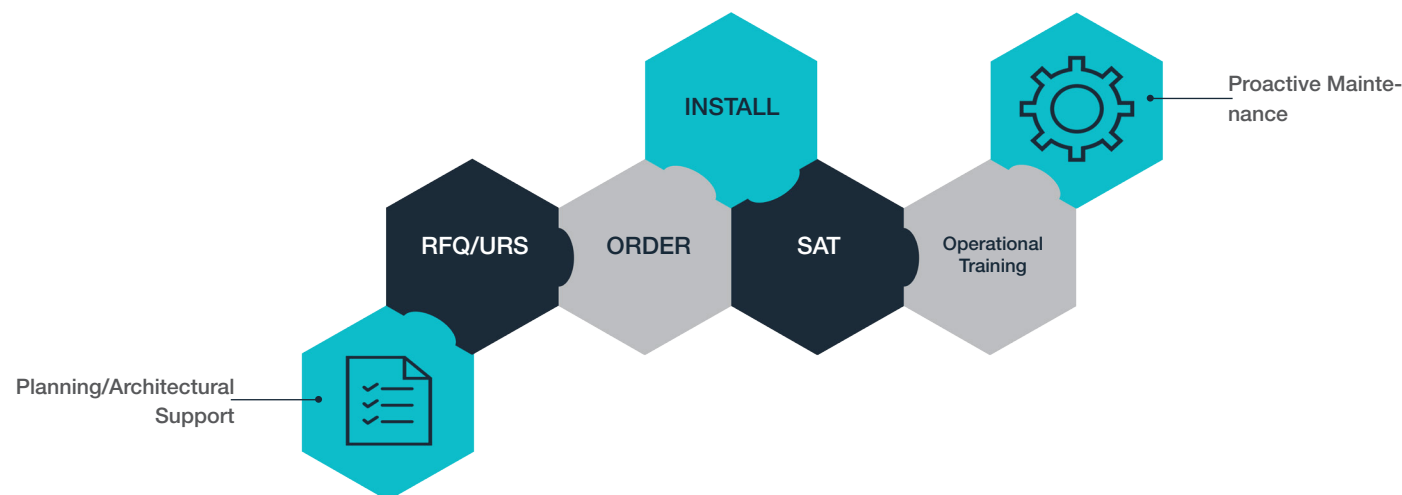 INSTALL
Proactive Mainte-
nance
RFQ/URS
ORDER
SAT
Operational
Training
Planning/Architectural
Support